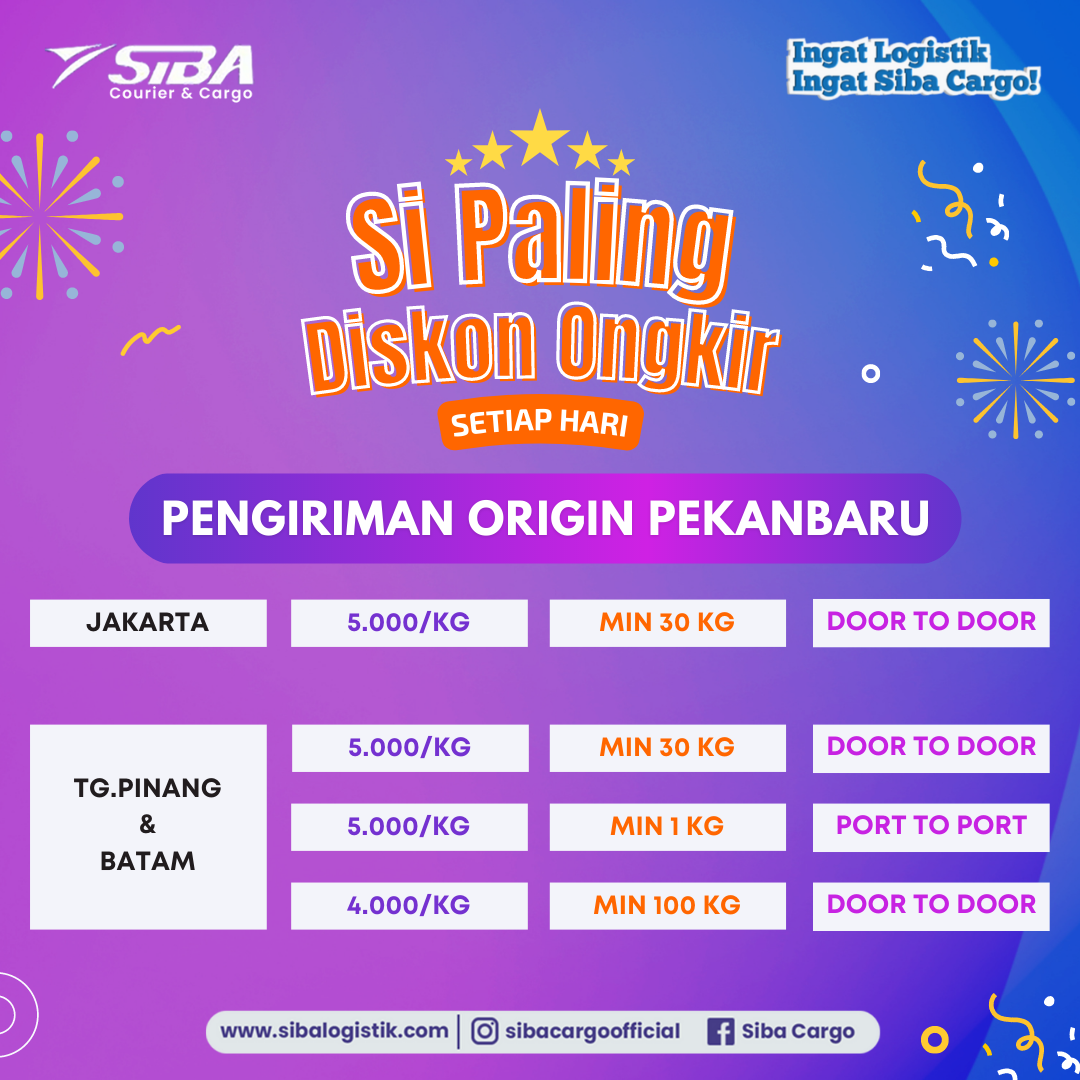 SIBA
Courier & Cargo
Ingat Logistik
Ingat Siba Cargo!
Si Paling
Diskon Ongkir
SETIAP HARI
PENGIRIMAN ORIGIN PEKANBARU
JAKARTA 5.000/KG MIN 30 KG DOOR TO DOOR
TG.PINANG
&
BATAM
5.000/KG MIN 30 KG DOOR TO DOOR
5.000/KG MIN 1 KG PORT TO PORT
4.000/KG MIN 100 KG DOOR TO DOOR
www.sibalogistik.com | sibacargoofficial Siba Cargo